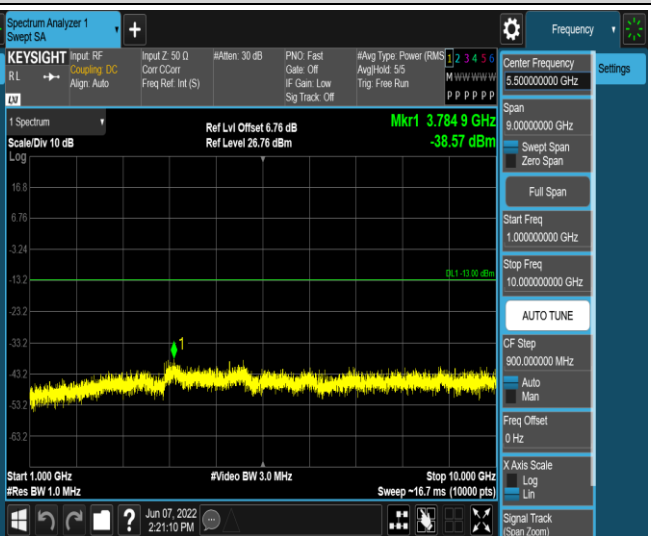 Spectrum Analyzer 1
Swept SA
+
Frequency
KEYSIGHT
RL
LXI
Input: RF
Coupling: DC
Align: Auto
Input Z: 50 Ω
Corr CCorr
Freq Ref: Int (S)
#Atten: 30 dB
PNO: Fast
Gate: Off
IF Gain: Low
Sig Track: Off
#Avg Type: Power (RMS
Avg|Hold: 5/5
Trig: Free Run
1 2 3 4 5 6
M W W W W W
P P P P P P
1 Spectrum
Scale/Div 10 dB
Log
Ref Lvl Offset 6.76 dB
Ref Level 26.76 dBm
Mkr1 3.784 9 GHz
-38.57 dBm
16.8
6.76
-3.24
-13.2
-23.2
-33.2
-43.2
-53.2
-63.2
DL1 -13.00 dBm
1
Start 1.000 GHz
#Res BW 1.0 MHz
#Video BW 3.0 MHz
Stop 10.000 GHz
Sweep ~16.7 ms (10000 pts)
?
Jun 07, 2022
2:21:10 PM
Center Frequency
5.500000000 GHz
Span
9.00000000 GHz
Swept Span
Zero Span
Full Span
Start Freq
1.000000000 GHz
Stop Freq
10.000000000 GHz
AUTO TUNE
CF Step
900.000000 MHz
Auto
Man
Freq Offset
0 Hz
X Axis Scale
Log
Lin
Signal Track
(Span Zoom)
Settings